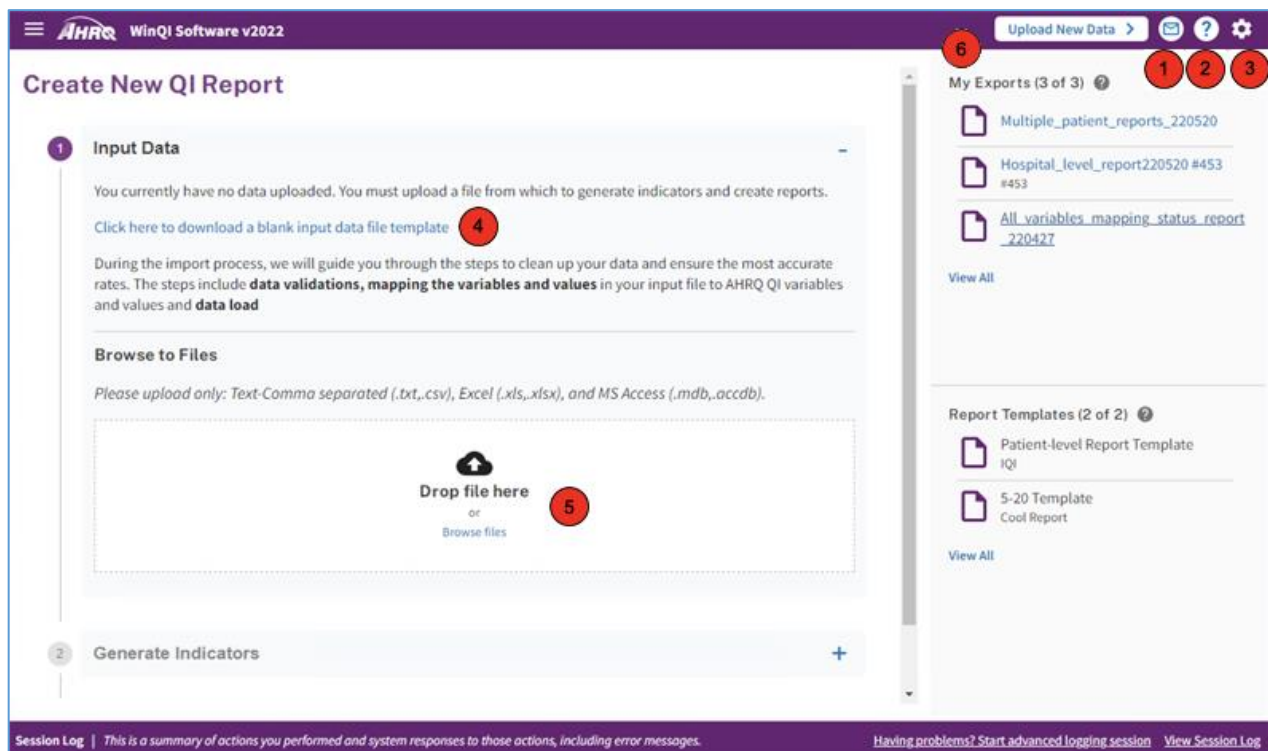 AHRQ WinQI Software v2022
Upload New Data >
?
6
1
2
3
Create New QI Report
1
Input Data
-
You currently have no data uploaded. You must upload a file from which to generate indicators and create reports.
Click here to download a blank input data file template
4
During the import process, we will guide you through the steps to clean up your data and ensure the most accurate
rates. The steps include data validations, mapping the variables and values in your input file to AHRQ QI variables
and values and data load
Browse to Files
Please upload only: Text-Comma separated (.txt,.csv), Excel (.xls,.xlsx), and MS Access (.mdb,.accdb).
Drop file here
5
or
Browse files
2
Generate Indicators
+
My Exports (3 of 3) ?
Multiple_patient_reports_220520
Hospital_level_report220520 #453
#453
All_variables_mapping_status_report
_220427
View All
Report Templates (2 of 2) ?
Patient-level Report Template
IQI
5-20 Template
Cool Report
View All
Session Log | This is a summary of actions you performed and system responses to those actions, including error messages.
Having problems? Start advanced logging session View Session Log